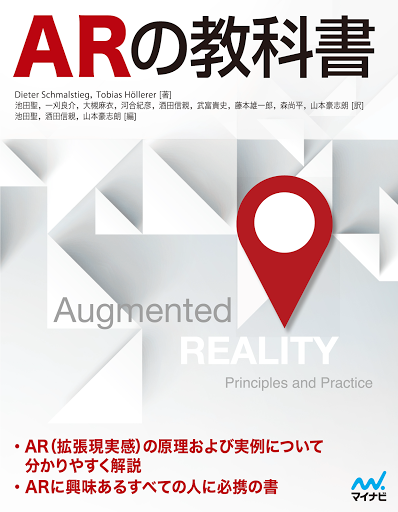 ARの教科書
Dieter Schmalstieg，Tobias Höllerer [著]
池田聖，一刈良介，大槻麻衣，河合紀彦，酒田信親，武富貴史，藤本雄一郎，森尚平，山本豪志朗 [訳]
池田聖，酒田信親，山本豪志朗 [編]
Augmented
REALITY
Principles and Practice
・AR（拡張現実感）の原理および実例について
分かりやすく解説
・ARに興味あるすべての人に必携の書
マイナビ